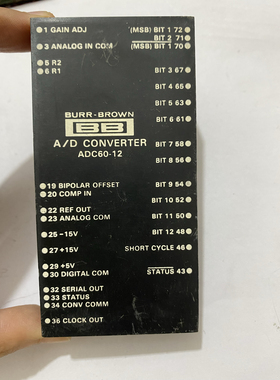 1 GAIN ADJ
(MSB) BIT 1 72
BIT 2 71
3 ANALOG IN COM
(MSB) BIT 1 70
5 R2
6 R1
BIT 3 67
BIT 4 65
BIT 5 63
BIT 6 61
BURR-BROWN
BB
A/D CONVERTER
ADC60-12
BIT 7 58
BIT 8 56
19 BIPOLAR OFFSET
20 COMP IN
BIT 9 54
BIT 10 52
22 REF OUT
23 ANALOG COM
BIT 11 50
25 -15V
BIT 12 48
27 +15V
SHORT CYCLE 46
29 +5V
30 DIGITAL COM
STATUS 43
32 SERIAL OUT
33 STATUS
34 CONV COMM
36 CLOCK OUT